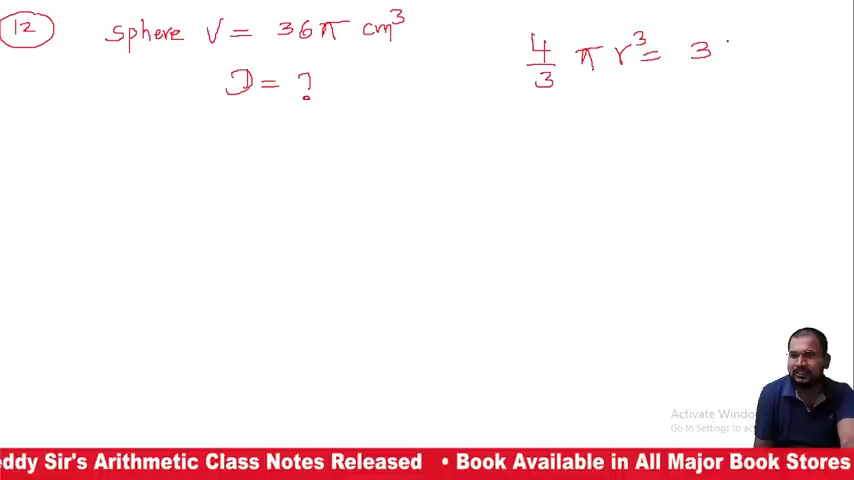 12 sphere V = 36π cm³
D = ?
4/3 π r³ = 3
Activate Windo
Go to Settings to ac
eddy Sir's Arithmetic Class Notes Released • Book Available in All Major Book Stores